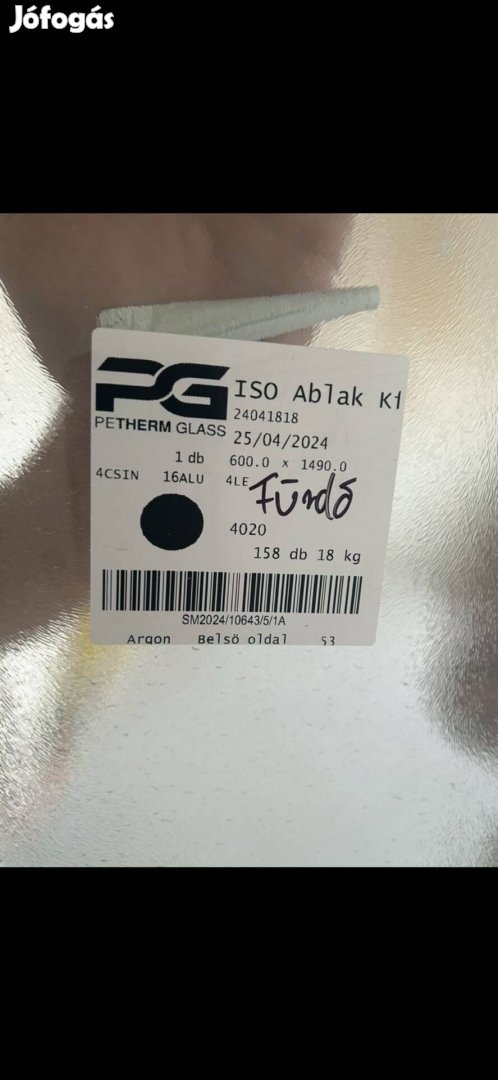 Jófogás
PG
PETHERM GLASS
ISO Ablak
24041818
25/04/2024
1 db 600.0 x 1490.0
4CSIN 16ALU 4LE
Fürdő
4020
158 db 18 kg
SM2024/10643/5/1A
Argon Belső oldal 53